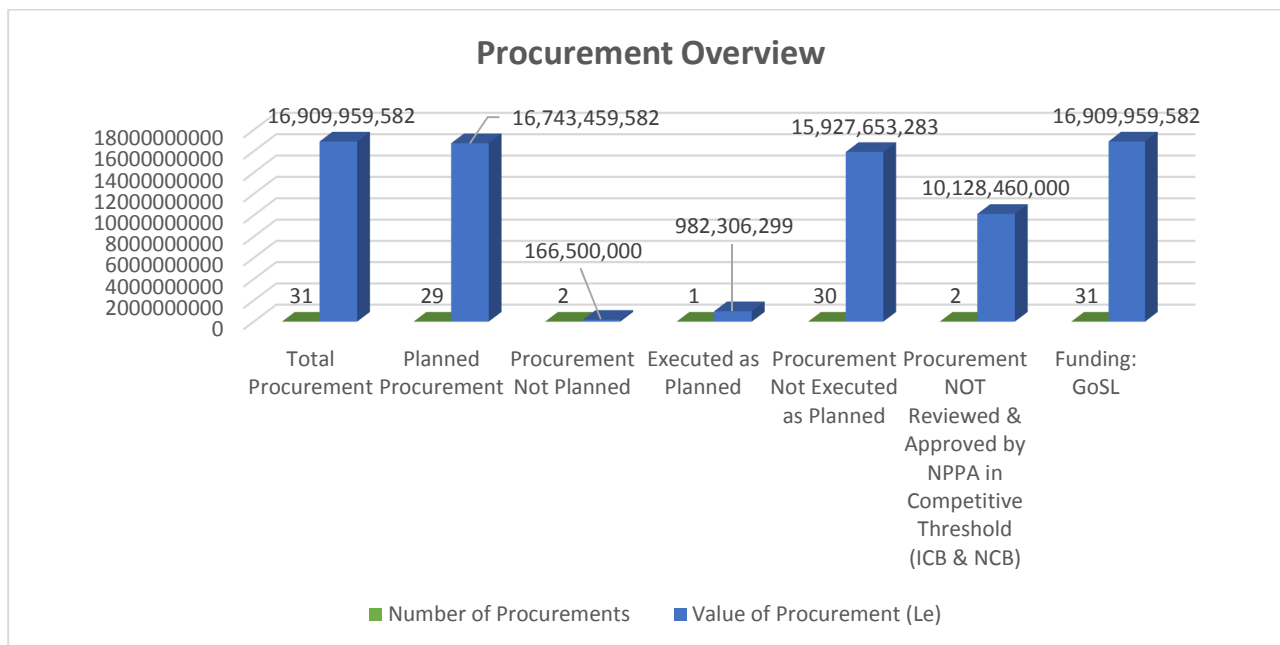 Procurement Overview
16,909,959,582
16,743,459,582
15,927,653,283
16,909,959,582
10,128,460,000
982,306,299
166,500,000
18000000000
16000000000
14000000000
12000000000
10000000000
8000000000
6000000000
4000000000
2000000000
0
31
29
2
1
30
2
31
Total
Procurement
Planned
Procurement
Procurement
Not Planned
Executed as
Planned
Procurement
Not Executed
as Planned
Procurement
NOT
Reviewed &
Approved by
NPPA in
Competitive
Threshold
(ICB & NCB)
Funding:
GoSL
Number of Procurements
Value of Procurement (Le)